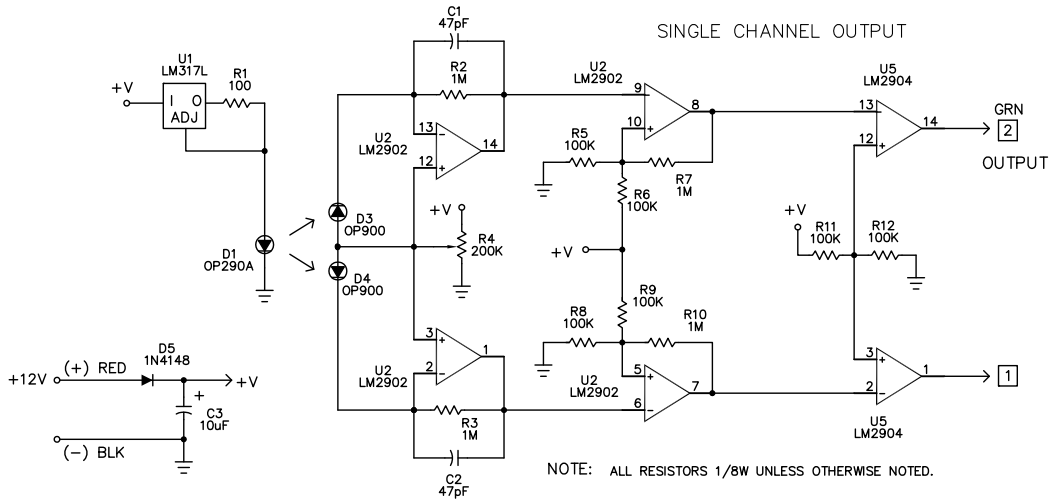 SINGLE CHANNEL OUTPUT
C1
47pF
R2
1M
U1
LM317L
+V
I O
ADJ
R1
100
13
-
12
+
14
U2
LM2902
D1
OP290A
D3
OP900
D4
OP900
+V
R4
200K
3
+
2
-
1
U2
LM2902
R3
1M
C2
47pF
U2
LM2902
9
-
10
+
8
R5
100K
R7
1M
R6
100K
+V
R9
100K
R8
100K
R10
1M
5
+
6
-
7
U2
LM2902
U5
LM2904
13
-
12
+
14
GRN
2
OUTPUT
+V
R11
100K
R12
100K
3
+
2
-
1
1
U5
LM2904
D5
1N4148
+12V
(+) RED
+V
+
C3
10uF
(-) BLK
NOTE: ALL RESISTORS 1/8W UNLESS OTHERWISE NOTED.